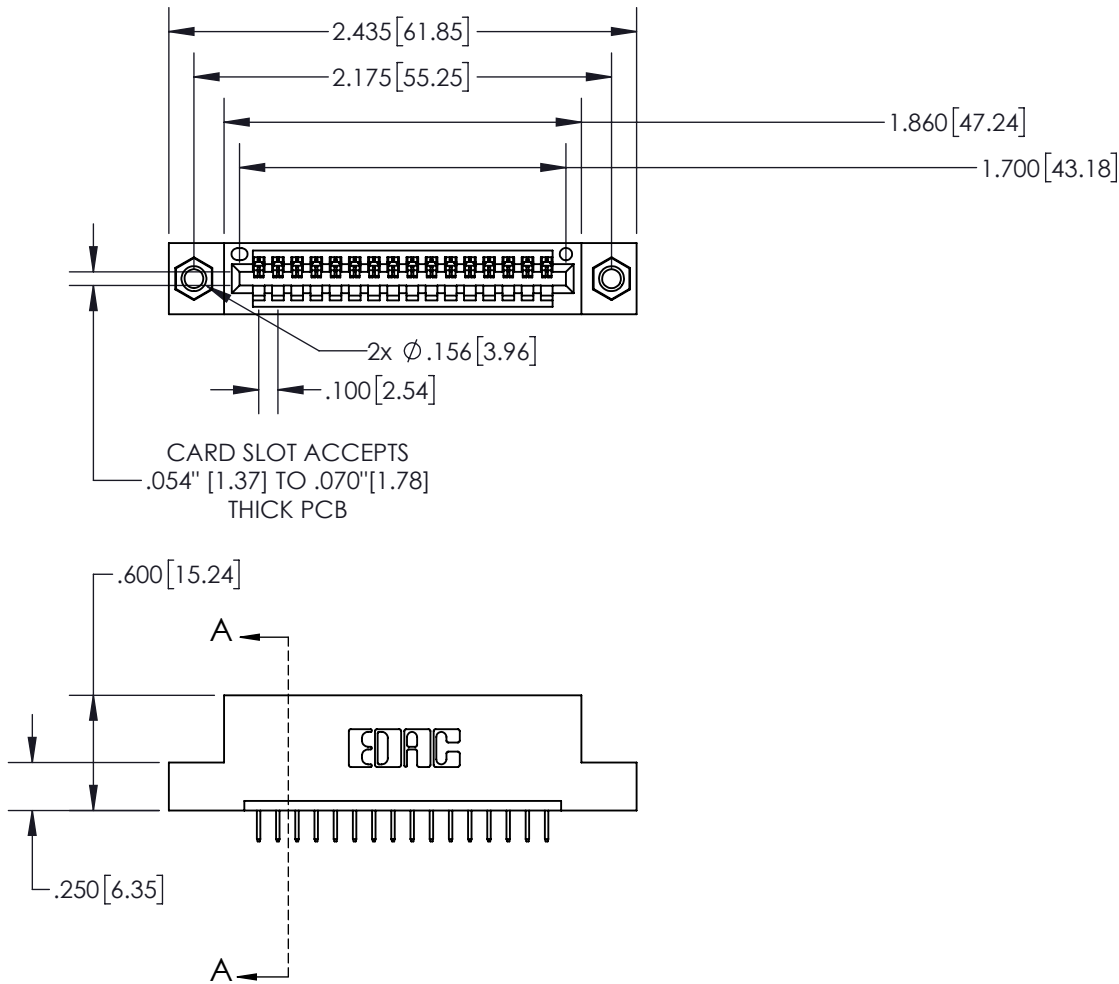 2.435[61.85]
2.175[55.25]
1.860[47.24]
1.700[43.18]
2x Ø .156[3.96]
.100[2.54]
CARD SLOT ACCEPTS
.054" [1.37] TO .070"[1.78]
THICK PCB
.600[15.24]
A
EDAC
.250[6.35]
A